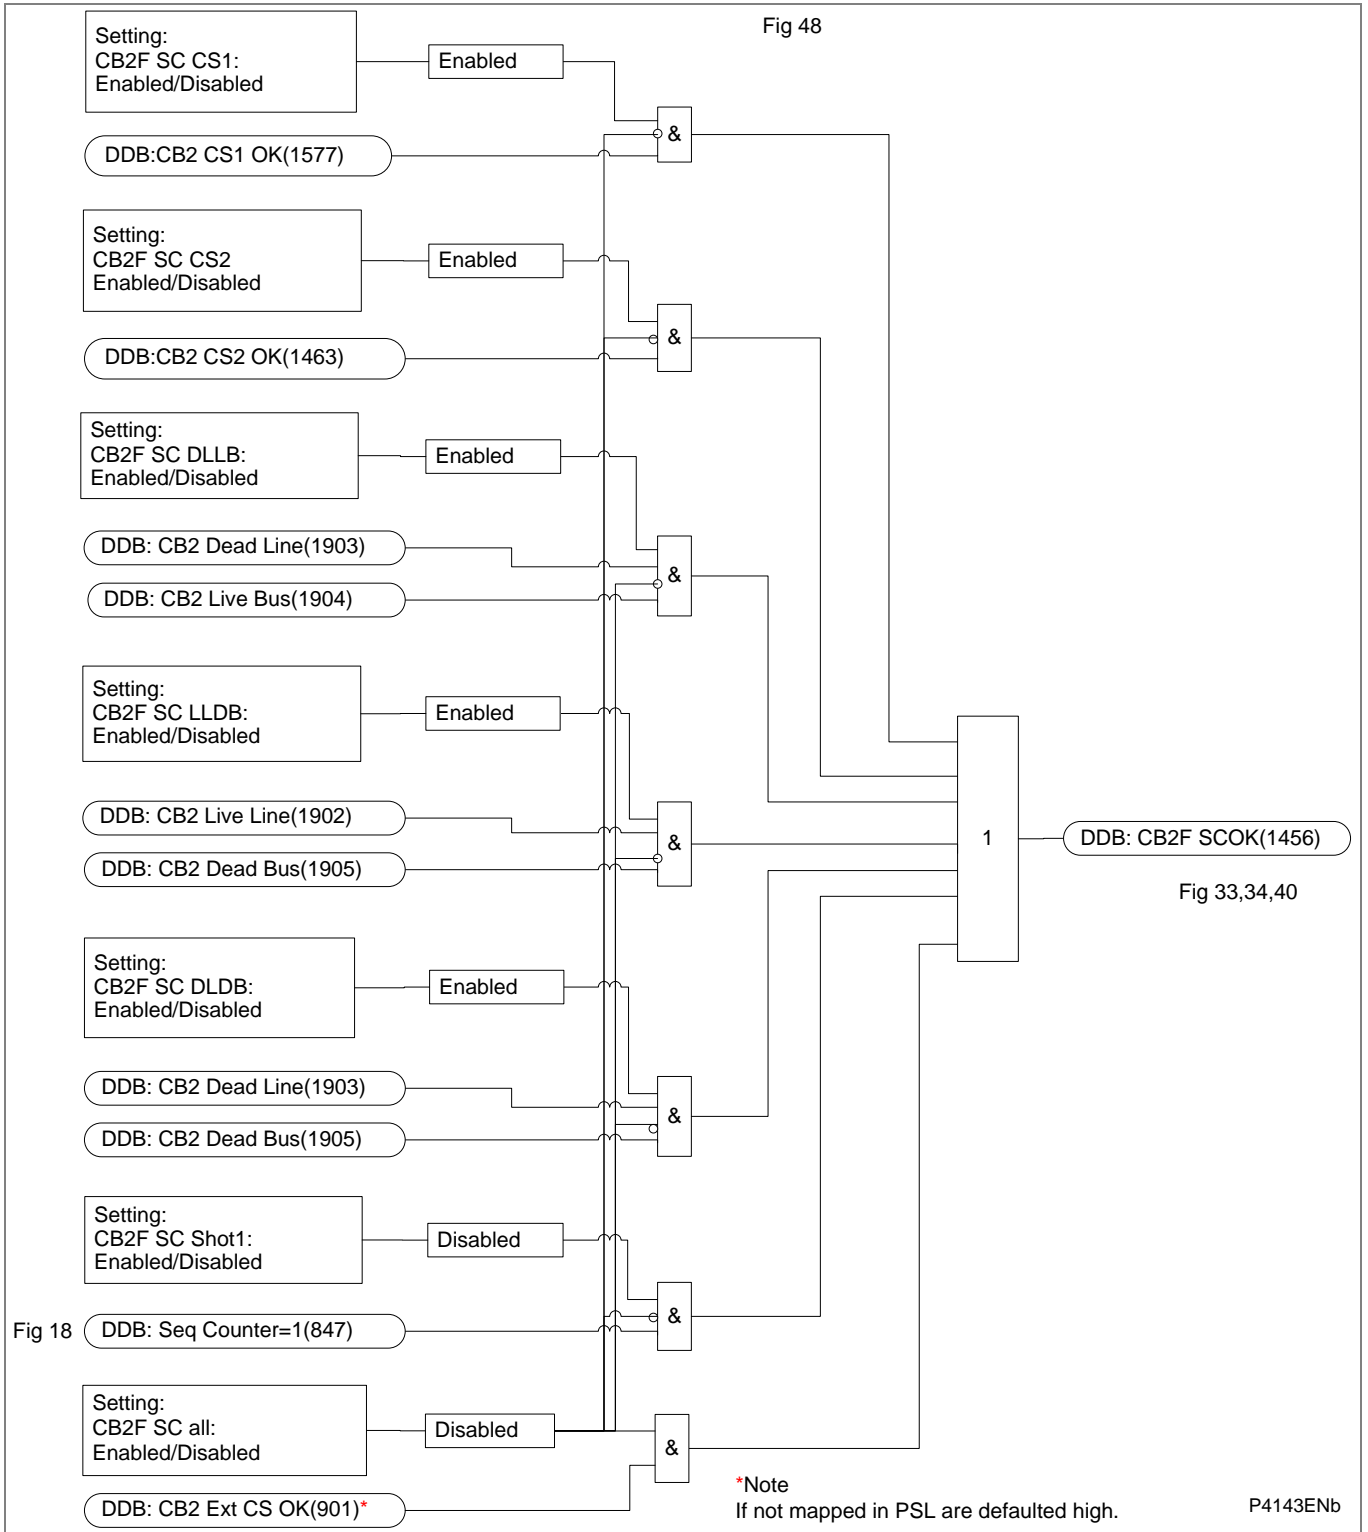 Fig 48
Setting:
CB2F SC CS1:
Enabled/Disabled
Enabled
&
DDB:CB2 CS1 OK(1577)
Setting:
CB2F SC CS2
Enabled/Disabled
Enabled
&
DDB:CB2 CS2 OK(1463)
Setting:
CB2F SC DLLB:
Enabled/Disabled
Enabled
DDB: CB2 Dead Line(1903)
&
DDB: CB2 Live Bus(1904)
Setting:
CB2F SC LLDB:
Enabled/Disabled
Enabled
DDB: CB2 Live Line(1902)
&
DDB: CB2 Dead Bus(1905)
1
DDB: CB2F SCOK(1456)
Fig 33,34,40
Setting:
CB2F SC DLDB:
Enabled/Disabled
Enabled
DDB: CB2 Dead Line(1903)
&
DDB: CB2 Dead Bus(1905)
Setting:
CB2F SC Shot1:
Enabled/Disabled
Disabled
&
Fig 18
DDB: Seq Counter=1(847)
Setting:
CB2F SC all:
Enabled/Disabled
Disabled
&
DDB: CB2 Ext CS OK(901)*
*Note
If not mapped in PSL are defaulted high.
P4143ENb